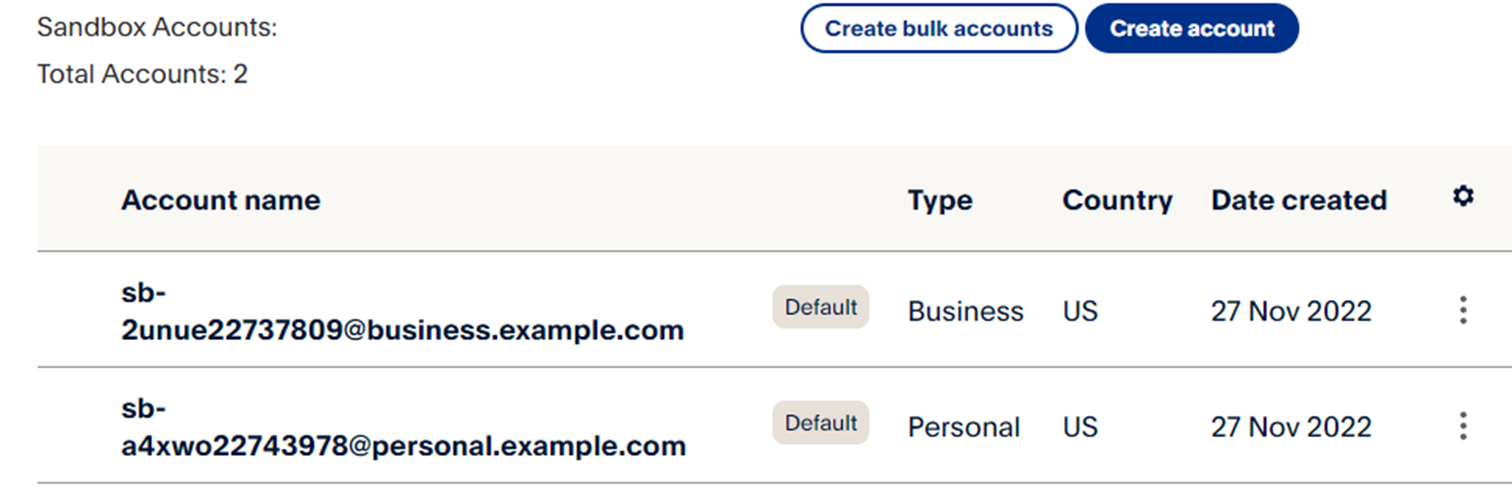 Sandbox Accounts:
Create bulk accounts
Create account
Total Accounts: 2
Account name Type Country Date created
sb-
2unue22737809@business.example.com Default Business US 27 Nov 2022
sb-
a4xwo22743978@personal.example.com Default Personal US 27 Nov 2022